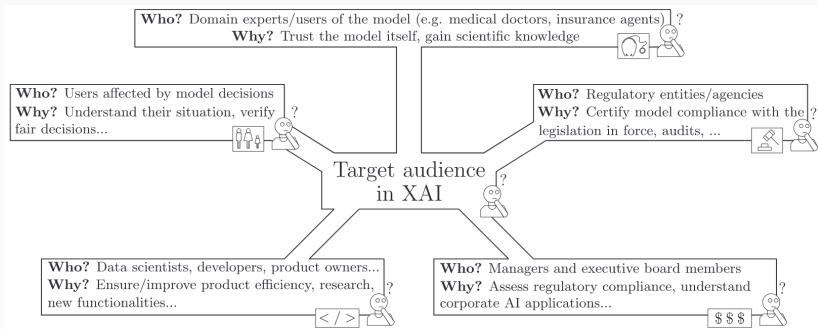 Who? Domain experts/users of the model (e.g. medical doctors, insurance agents)
Why? Trust the model itself, gain scientific knowledge
?
Who? Users affected by model decisions
Why? Understand their situation, verify
fair decisions...
?
Who? Regulatory entities/agencies
Why? Certify model compliance with the
legislation in force, audits, ...
?
Target audience
in XAI
?
Who? Data scientists, developers, product owners...
Why? Ensure/improve product efficiency, research,
new functionalities...
</>
?
Who? Managers and executive board members
Why? Assess regulatory compliance, understand
corporate AI applications...
$ $ $
?